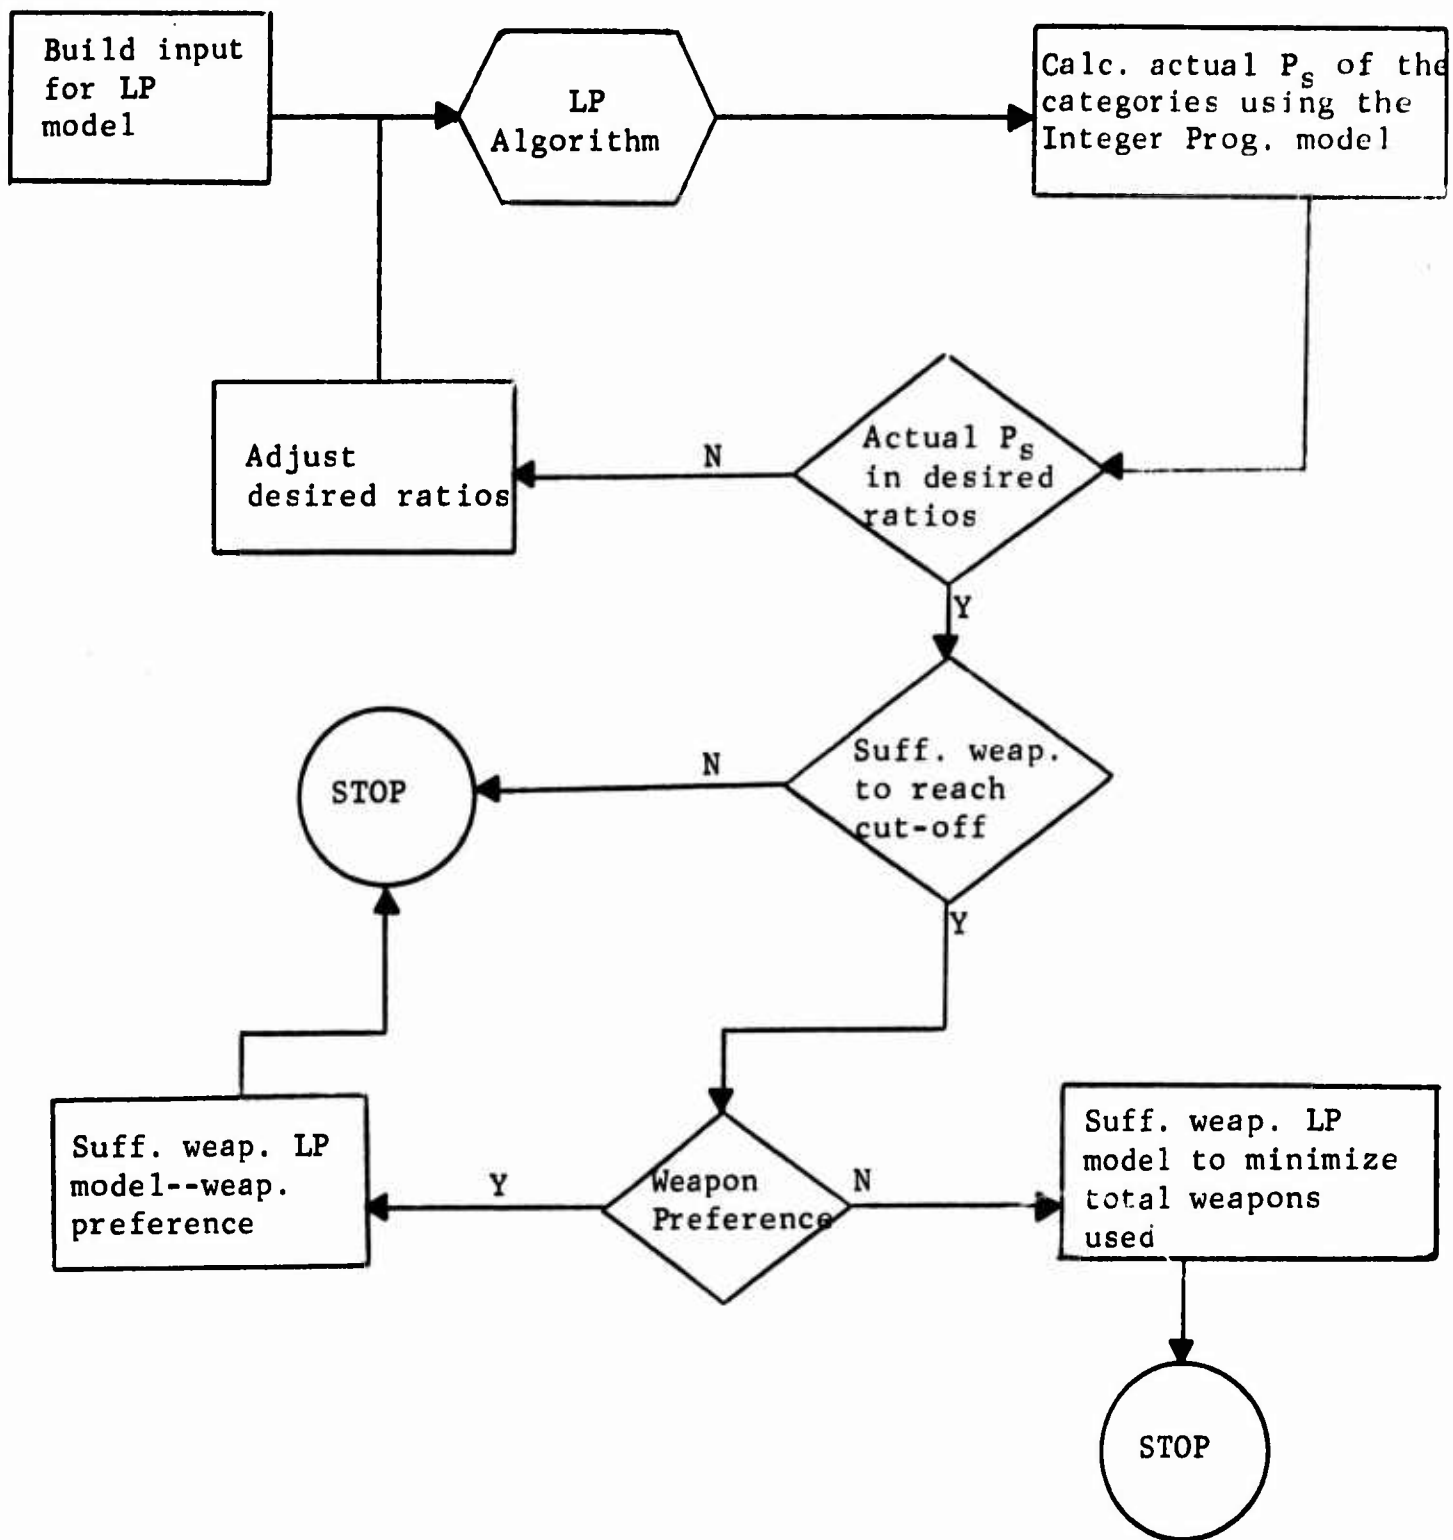 Build input
for LP
model
LP
Algorithm
Calc. actual Ps of the
categories using the
Integer Prog. model
Adjust
desired ratios
N
Actual Ps
in desired
ratios
Y
STOP
N
Suff. weap.
to reach
cut-off
Y
Suff. weap. LP
model--weap.
preference
Y
Weapon
Preference
N
Suff. weap. LP
model to minimize
total weapons
used
STOP